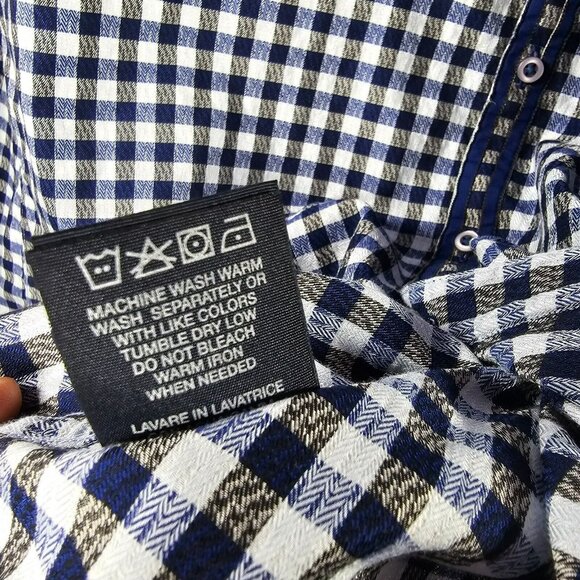 MACHINE WASH WARM
WASH SEPARATELY OR
WITH LIKE COLORS
TUMBLE DRY LOW
DO NOT BLEACH
WARM IRON
WHEN NEEDED
LAVARE IN LAVATRICE